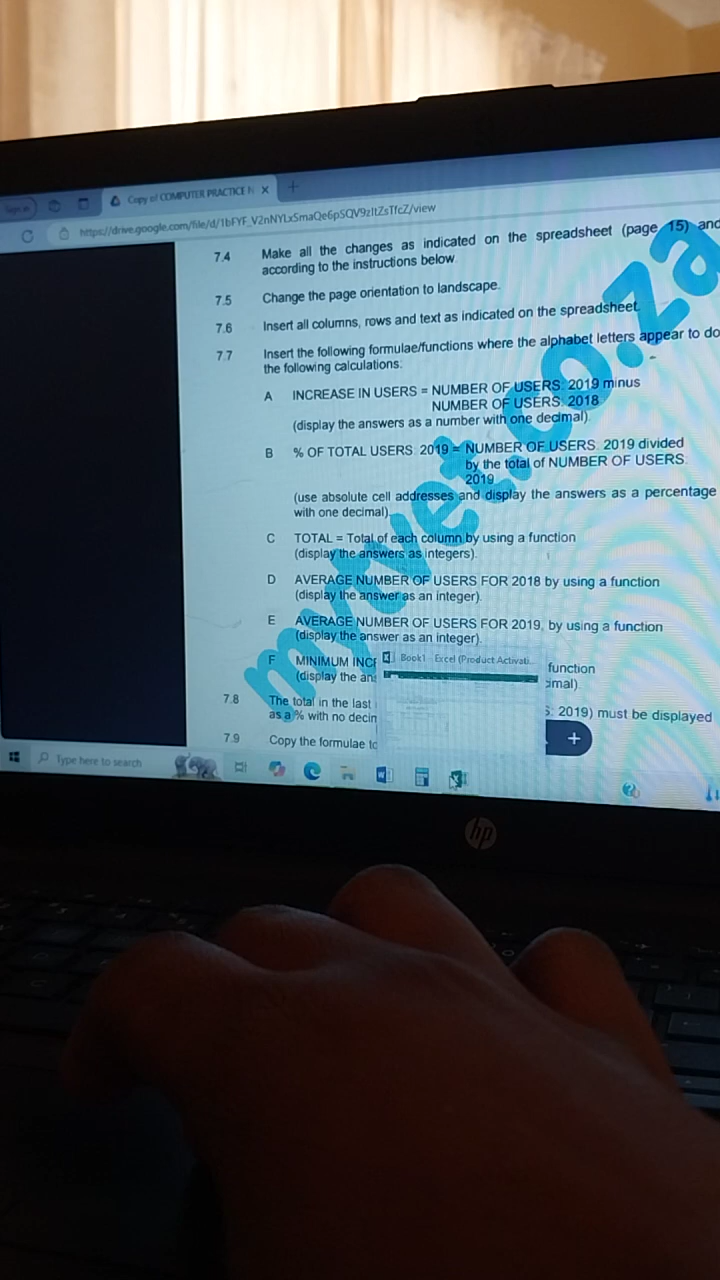 Sign in
Copy of COMPUTER PRACTICE N
https://drive.google.com/file/d/1bFYF_V2nNYLxSmaQe6pSQV9zItZsTfcZ/view
7.4 Make all the changes as indicated on the spreadsheet (page 15) and
according to the instructions below.
7.5 Change the page orientation to landscape.
7.6 Insert all columns, rows and text as indicated on the spreadsheet.
7.7 Insert the following formulae/functions where the alphabet letters appear to do
the following calculations:
A INCREASE IN USERS = NUMBER OF USERS: 2019 minus
NUMBER OF USERS: 2018
(display the answers as a number with one decimal).
B % OF TOTAL USERS: 2019 = NUMBER OF USERS: 2019 divided
by the total of NUMBER OF USERS:
2019
(use absolute cell addresses and display the answers as a percentage
with one decimal).
C TOTAL = Total of each column by using a function
(display the answers as integers).
D AVERAGE NUMBER OF USERS FOR 2018 by using a function
(display the answer as an integer).
E AVERAGE NUMBER OF USERS FOR 2019, by using a function
(display the answer as an integer).
F MINIMUM INC function
(display the an imal).
7.8 The total in the last S: 2019) must be displayed
as a % with no decim
7.9 Copy the formulae to
mytvet.co.za
Book1 - Excel (Product Activati...
Type here to search
hp